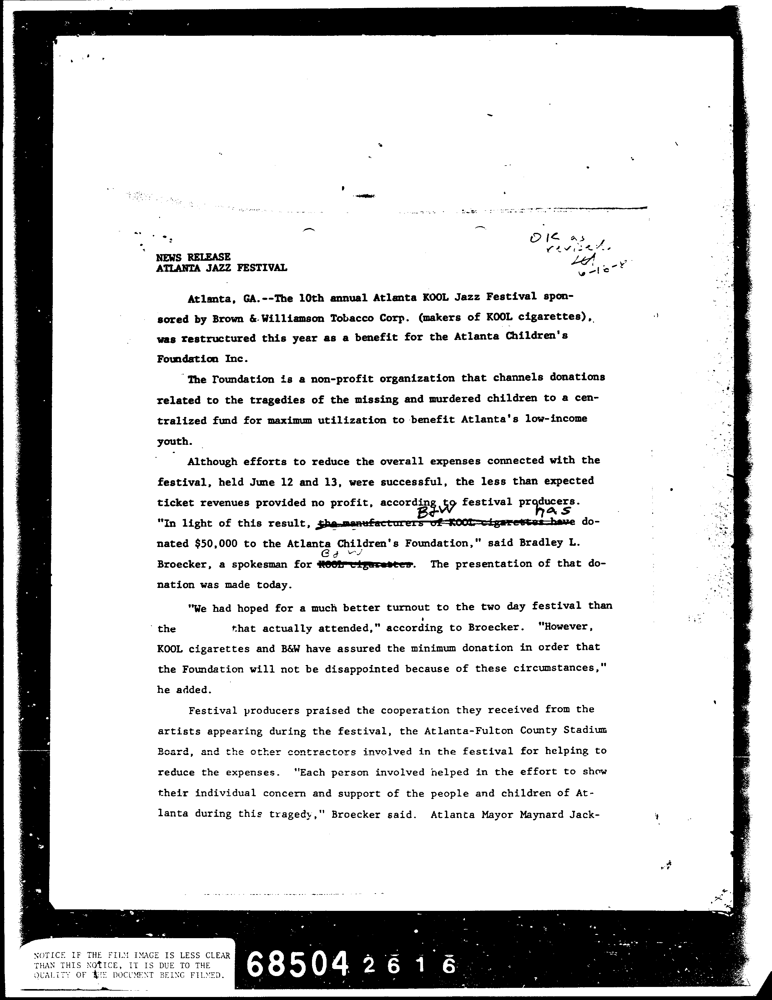 OK as
revised.
NEWS RELEASE
ATLANTA JAZZ FESTIVAL
Atlanta, GA.--The 10th annual Atlanta KOOL Jazz Festival spon-
sored by Brown & Williamson Tobacco Corp. (makers of KOOL cigarettes),
was restructured this year as a benefit for the Atlanta Children's
Foundation Inc.
The Foundation is a non-profit organization that channels donations
related to the tragedies of the missing and murdered children to a cen-
tralized fund for maximum utilization to benefit Atlanta's low-income
youth.
Although efforts to reduce the overall expenses connected with the
festival, held June 12 and 13, were successful, the less than expected
ticket revenues provided no profit, according to festival producers.
B&W has
"In light of this result, the manufacturers of KOOL cigarettes have do-
nated $50,000 to the Atlanta Children's Foundation," said Bradley L.
B&W
Broecker, a spokesman for KOOL cigarettes. The presentation of that do-
nation was made today.
"We had hoped for a much better turnout to the two day festival than
the that actually attended," according to Broecker. "However,
KOOL cigarettes and B&W have assured the minimum donation in order that
the Foundation will not be disappointed because of these circumstances,"
he added.
Festival producers praised the cooperation they received from the
artists appearing during the festival, the Atlanta-Fulton County Stadium
Board, and the other contractors involved in the festival for helping to
reduce the expenses. "Each person involved helped in the effort to show
their individual concern and support of the people and children of At-
lanta during this tragedy," Broecker said. Atlanta Mayor Maynard Jack-
NOTICE IF THE FILM IMAGE IS LESS CLEAR
THAN THIS NOTICE, IT IS DUE TO THE
QUALITY OF THE DOCUMENT BEING FILMED.
68504 2616